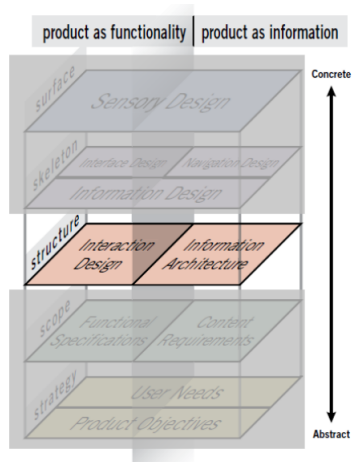 product as functionality product as information
Concrete
surface
Sensory Design
skeleton
Interface Design Navigation Design
Information Design
structure
Interaction Design
Information Architecture
scope
Functional Specifications
Content Requirements
strategy
User Needs
Product Objectives
Abstract